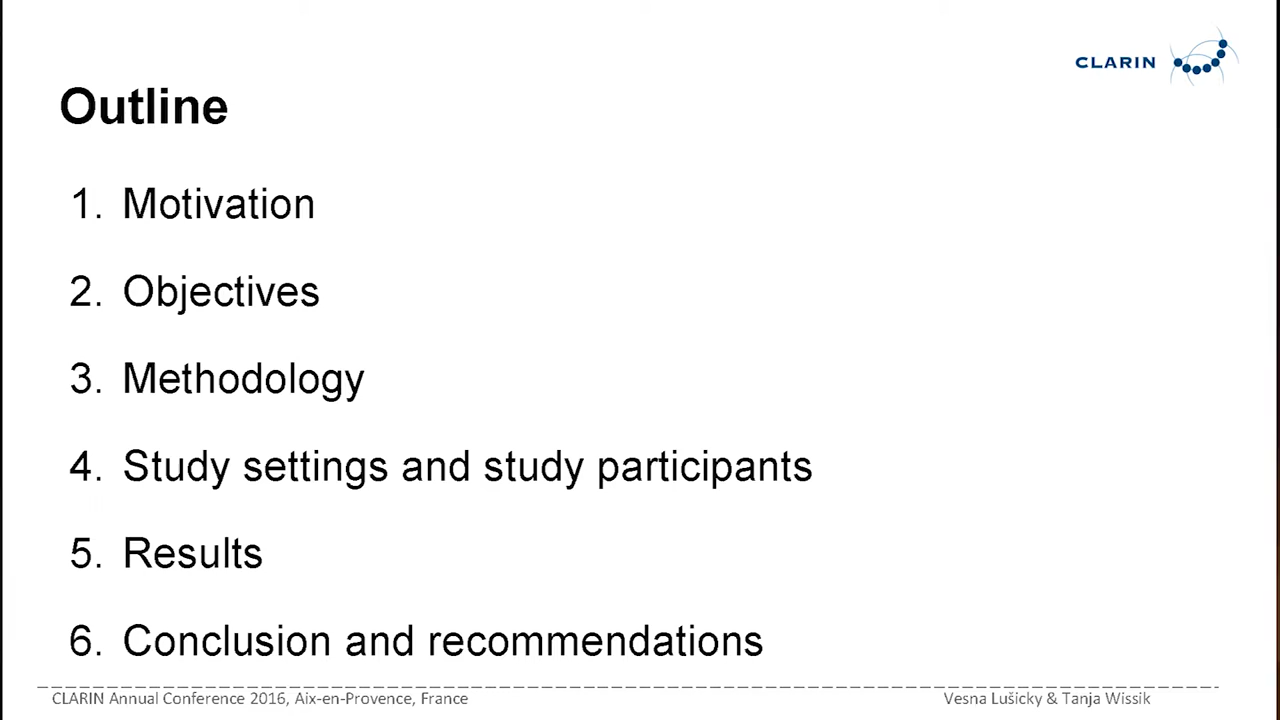 CLARIN
Outline
1. Motivation
2. Objectives
3. Methodology
4. Study settings and study participants
5. Results
6. Conclusion and recommendations
CLARIN Annual Conference 2016, Aix-en-Provence, France
Vesna Lušicky & Tanja Wissik